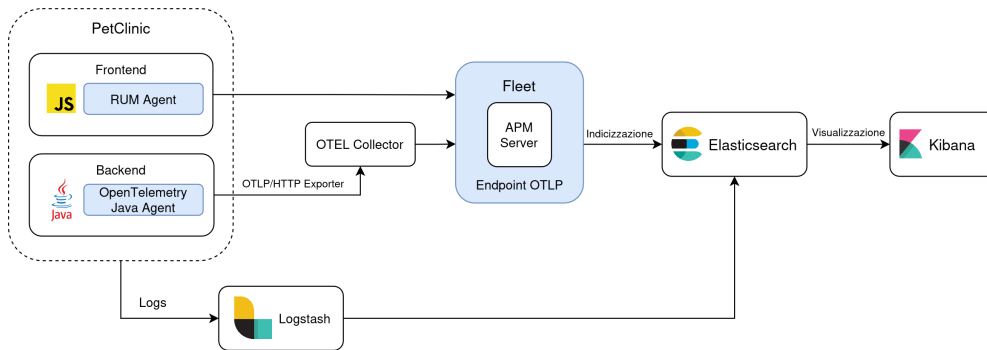 PetClinic
Frontend
JS
RUM Agent
Backend
Java
OpenTelemetry
Java Agent
OTLP/HTTP Exporter
OTEL Collector
Fleet
APM
Server
Endpoint OTLP
Indicizzazione
Elasticsearch
Visualizzazione
Kibana
Logs
Logstash